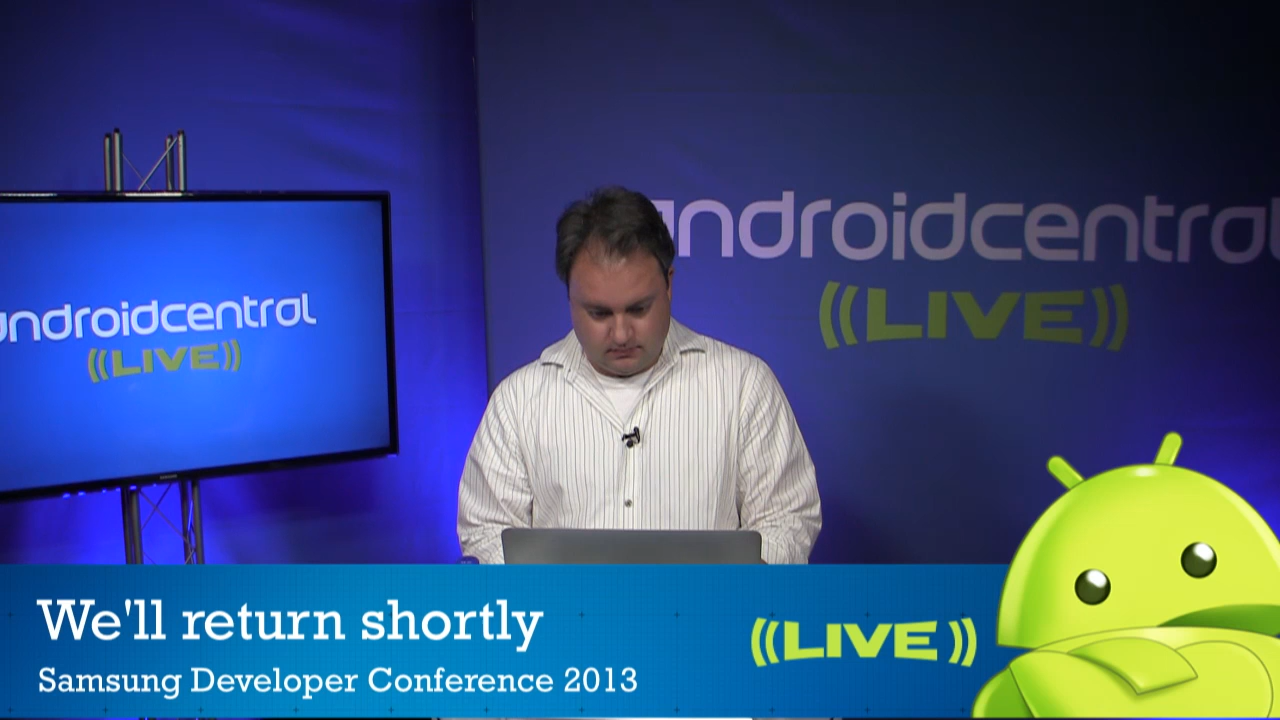 androidcentral
((LIVE))
androidcentral
((LIVE))
We'll return shortly
Samsung Developer Conference 2013
((LIVE))